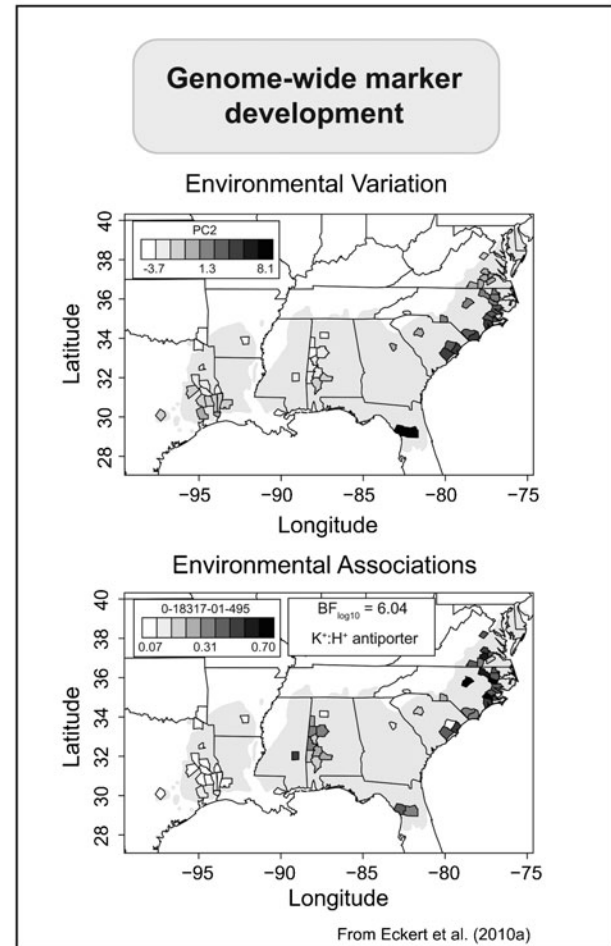 Genome-wide marker
development
Environmental Variation
PC2
-3.7 1.3 8.1
40
38
36
34
32
30
28
Latitude
−95 −90 −85 −80 −75
Longitude
Environmental Associations
0-18317-01-495
0.07 0.31 0.70
BFlog10 = 6.04
K+:H+ antiporter
40
38
36
34
32
30
28
Latitude
−95 −90 −85 −80 −75
Longitude
From Eckert et al. (2010a)